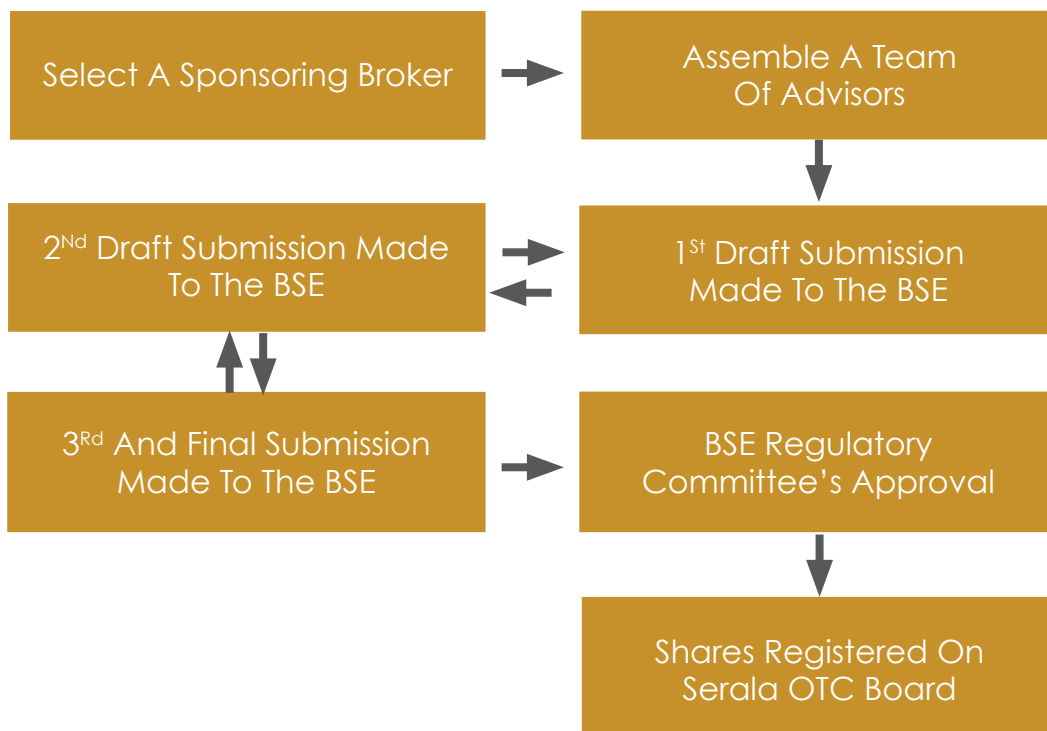 Select A Sponsoring Broker
Assemble A Team
Of Advisors
1St Draft Submission
Made To The BSE
2Nd Draft Submission Made
To The BSE
3Rd And Final Submission
Made To The BSE
BSE Regulatory
Committee’s Approval
Shares Registered On
Serala OTC Board